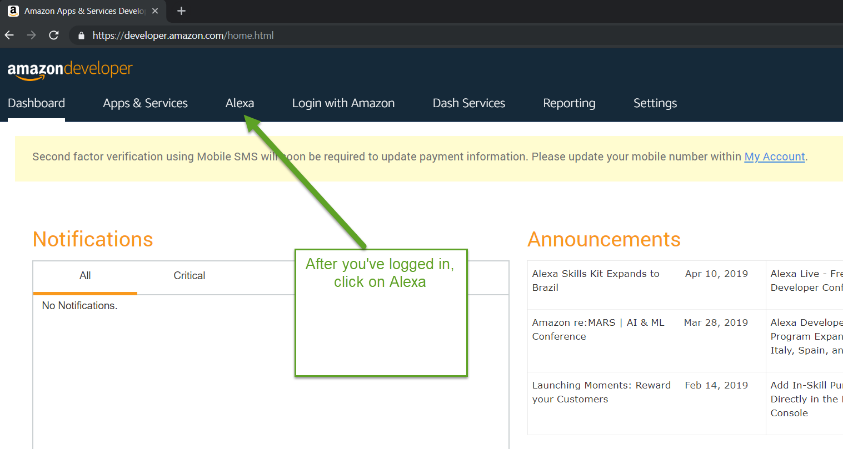 Amazon Apps & Services Develo
https://developer.amazon.com/home.html
amazondeveloper
Dashboard Apps & Services Alexa Login with Amazon Dash Services Reporting Settings
Second factor verification using Mobile SMS will soon be required to update payment information. Please update your mobile number within My Account.
Notifications
All Critical
No Notifications.
After you've logged in,
click on Alexa
Announcements
Alexa Skills Kit Expands to
Brazil
Apr 10, 2019
Alexa Live - Fre
Developer Conf
Amazon re:MARS | AI & ML
Conference
Mar 28, 2019
Alexa Develope
Program Expan
Italy, Spain, an
Launching Moments: Reward
your Customers
Feb 14, 2019
Add In-Skill Pu
Directly in the
Console